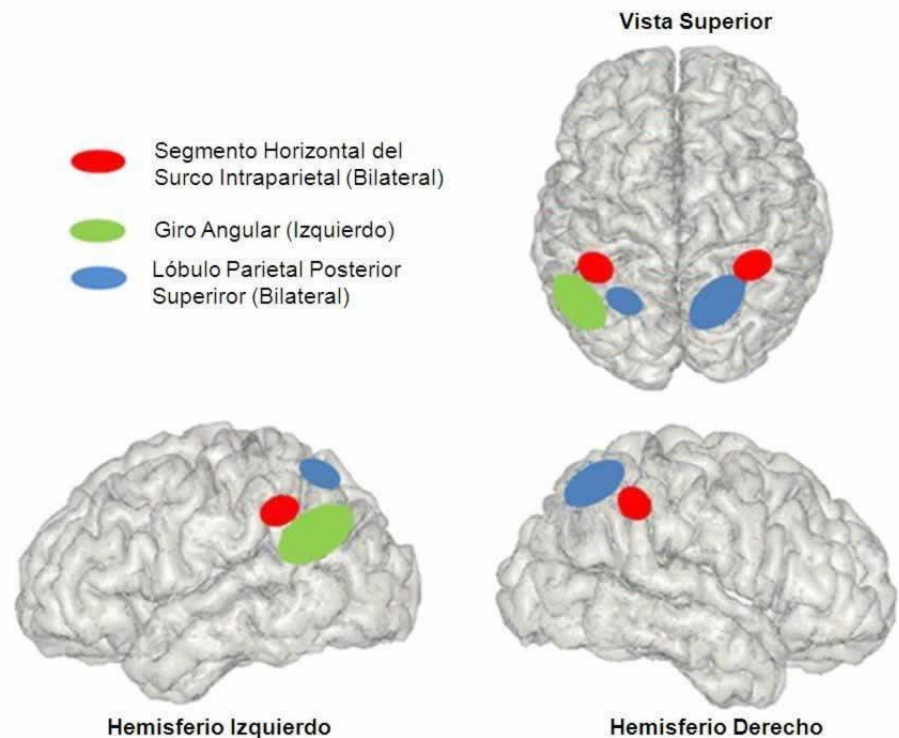 Vista Superior
Segmento Horizontal del
Surco Intraparietal (Bilateral)
Giro Angular (Izquierdo)
Lóbulo Parietal Posterior
Superiror (Bilateral)
Hemisferio Izquierdo
Hemisferio Derecho